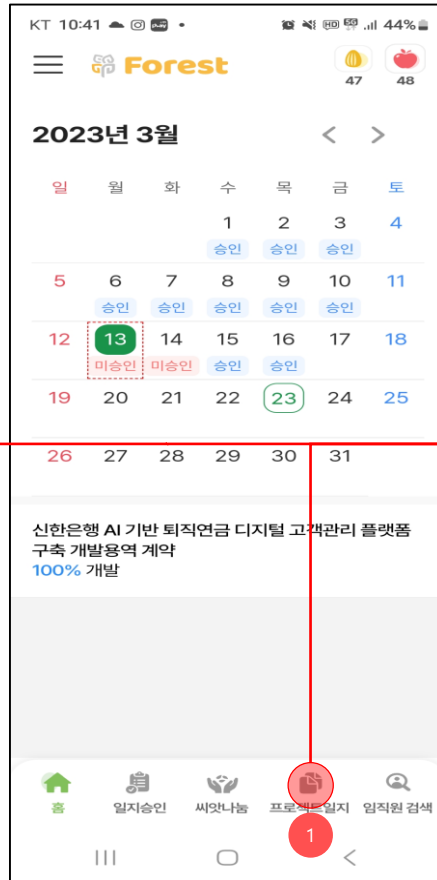 KT 10:41 HD 5G 44%
Forest
47 48
2023년 3월 < >
일 월 화 수 목 금 토
1 2 3 4
승인 승인 승인
5 6 7 8 9 10 11
승인 승인 승인 승인 승인
12 13 14 15 16 17 18
미승인 미승인 승인 승인
19 20 21 22 23 24 25
26 27 28 29 30 31
신한은행 AI 기반 퇴직연금 디지털 고객관리 플랫폼
구축 개발용역 계약
100% 개발
홈 일지승인 씨앗나눔 프로젝트일지 임직원 검색
1